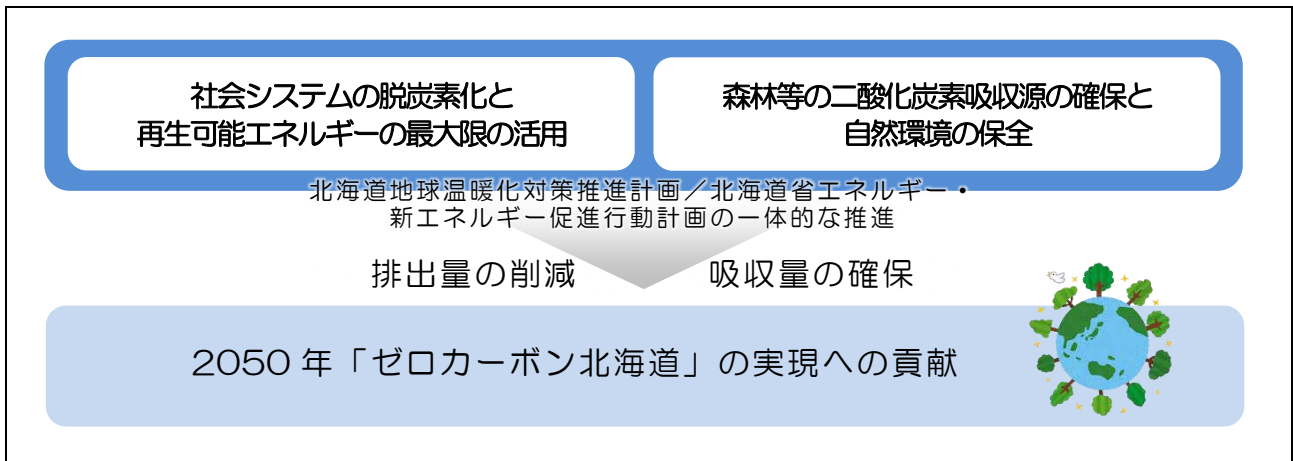 社会システムの脱炭素化と
再生可能エネルギーの最大限の活用
森林等の二酸化炭素吸収源の確保と
自然環境の保全
北海道地球温暖化対策推進計画／北海道省エネルギー・
新エネルギー促進行動計画の一体的な推進
排出量の削減
吸収量の確保
2050 年「ゼロカーボン北海道」の実現への貢献